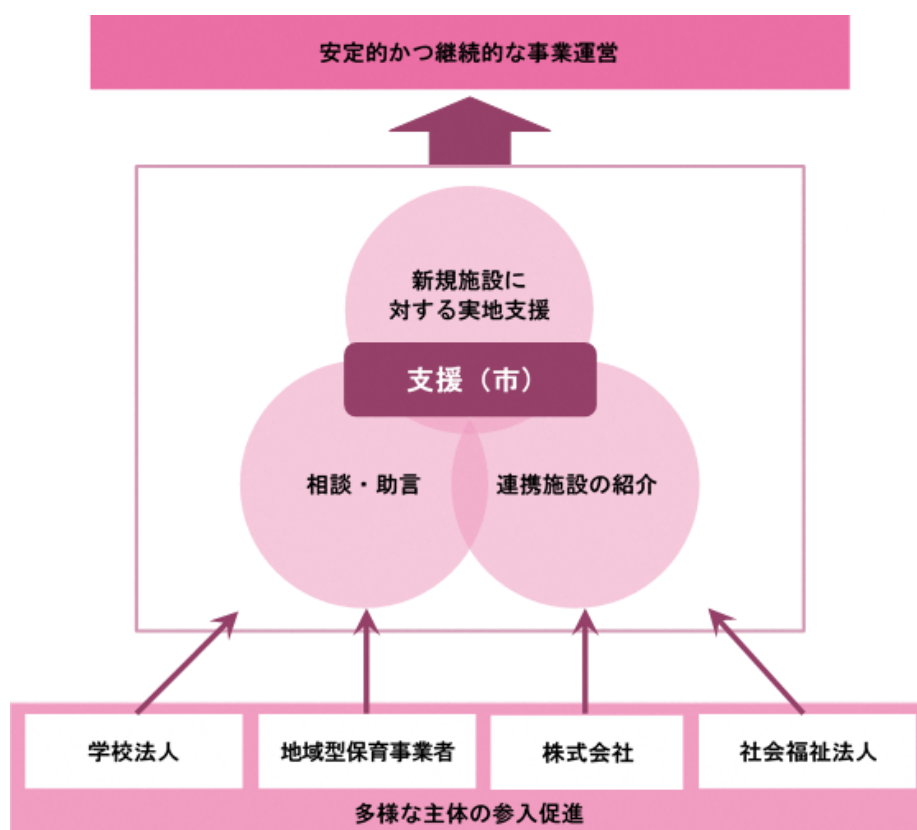 安定的かつ継続的な事業運営
新規施設に
対する実地支援
支援（市）
相談・助言
連携施設の紹介
学校法人
地域型保育事業者
株式会社
社会福祉法人
多様な主体の参入促進